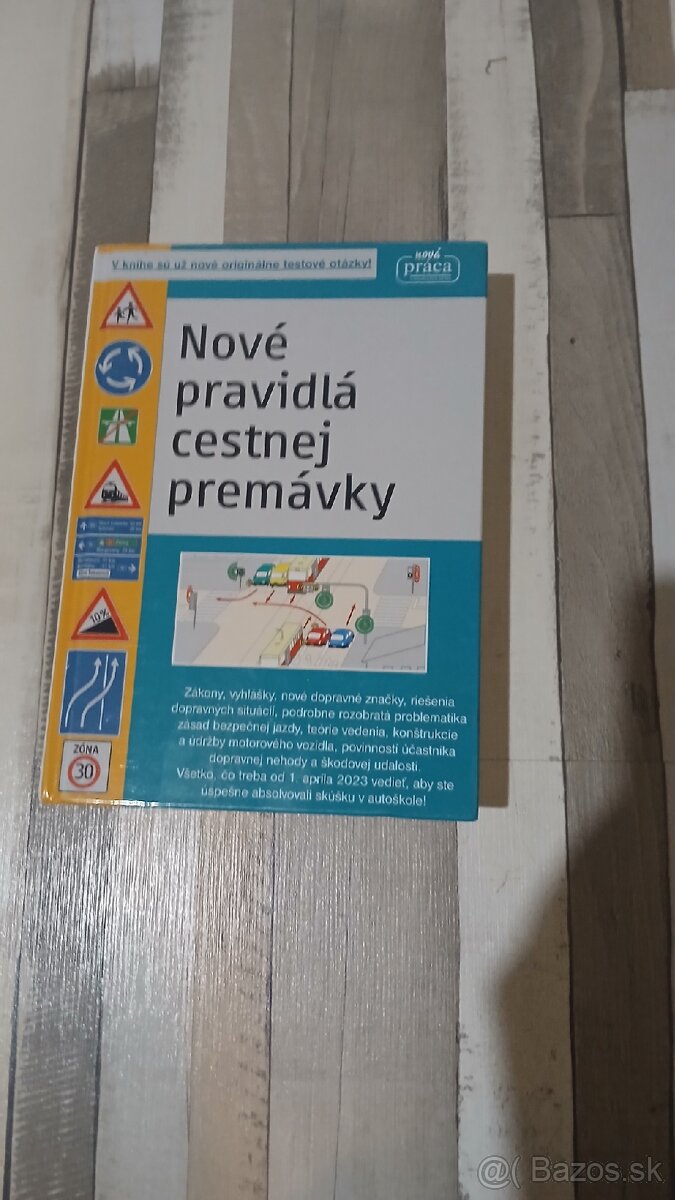 V knihe sú už nové originálne testové otázky!
nová
práca
Nové
pravidlá
cestnej
premávky
10%
ZÓNA
30
Zákony, vyhlášky, nové dopravné značky, riešenia
dopravných situácií, podrobne rozobratá problematika
zásad bezpečnej jazdy, teórie vedenia, konštrukcie
a údržby motorového vozidla, povinnosti účastníka
dopravnej nehody a škodovej udalosti.
Všetko, čo treba od 1. apríla 2023 vedieť, aby ste
úspešne absolvovali skúšku v autoškole!
@( Bazos.sk